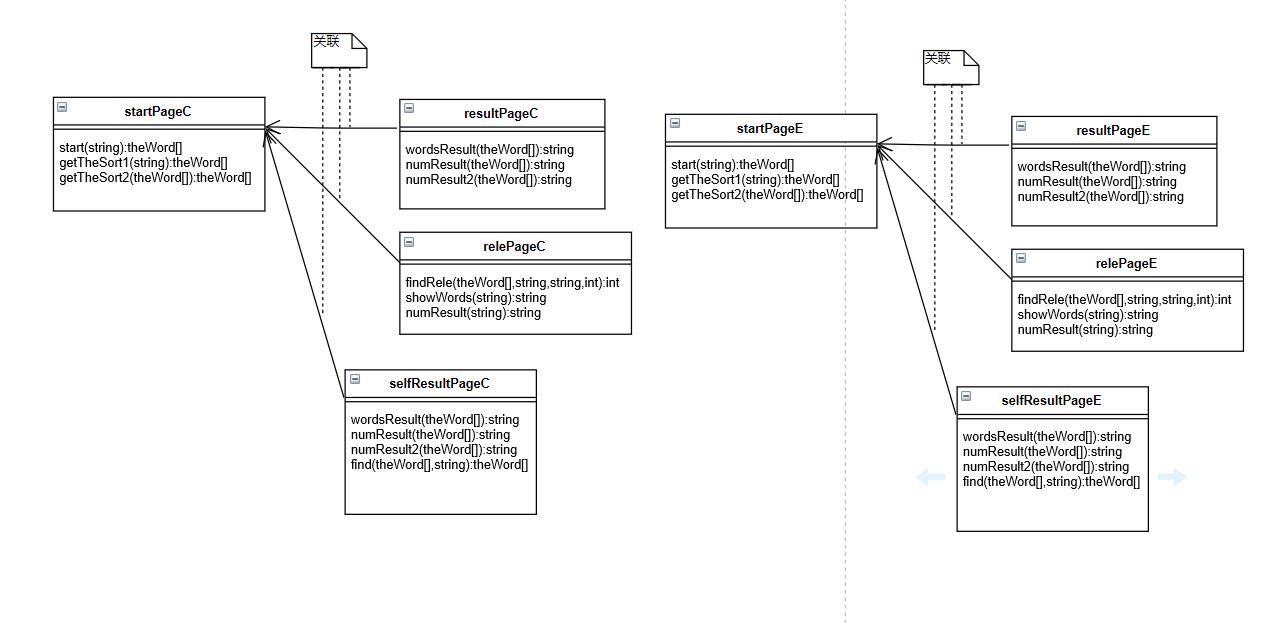 关联
startPageC
start(string):theWord[]
getTheSort1(string):theWord[]
getTheSort2(theWord[]):theWord[]
resultPageC
wordsResult(theWord[]):string
numResult(theWord[]):string
numResult2(theWord[]):string
relePageC
findRele(theWord[],string,string,int):int
showWords(string):string
numResult(string):string
selfResultPageC
wordsResult(theWord[]):string
numResult(theWord[]):string
numResult2(theWord[]):string
find(theWord[],string):theWord[]
关联
startPageE
start(string):theWord[]
getTheSort1(string):theWord[]
getTheSort2(theWord[]):theWord[]
resultPageE
wordsResult(theWord[]):string
numResult(theWord[]):string
numResult2(theWord[]):string
relePageE
findRele(theWord[],string,string,int):int
showWords(string):string
numResult(string):string
selfResultPageE
wordsResult(theWord[]):string
numResult(theWord[]):string
numResult2(theWord[]):string
find(theWord[],string):theWord[]